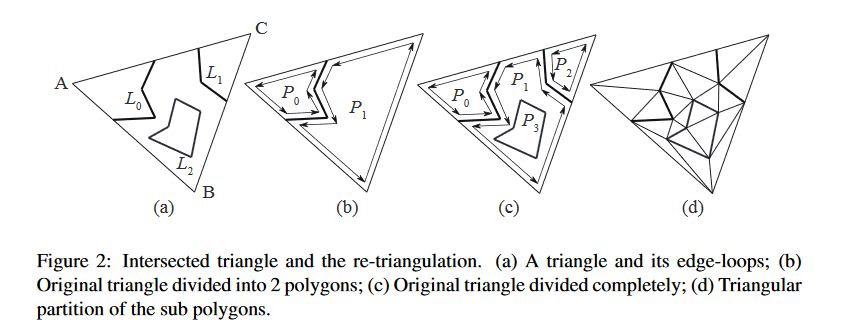 C
A
L0
L1
L2
B
(a)
P0
P1
(b)
P0
P1
P2
P3
(c)
(d)
Figure 2: Intersected triangle and the re-triangulation. (a) A triangle and its edge-loops; (b)
Original triangle divided into 2 polygons; (c) Original triangle divided completely; (d) Triangular
partition of the sub polygons.